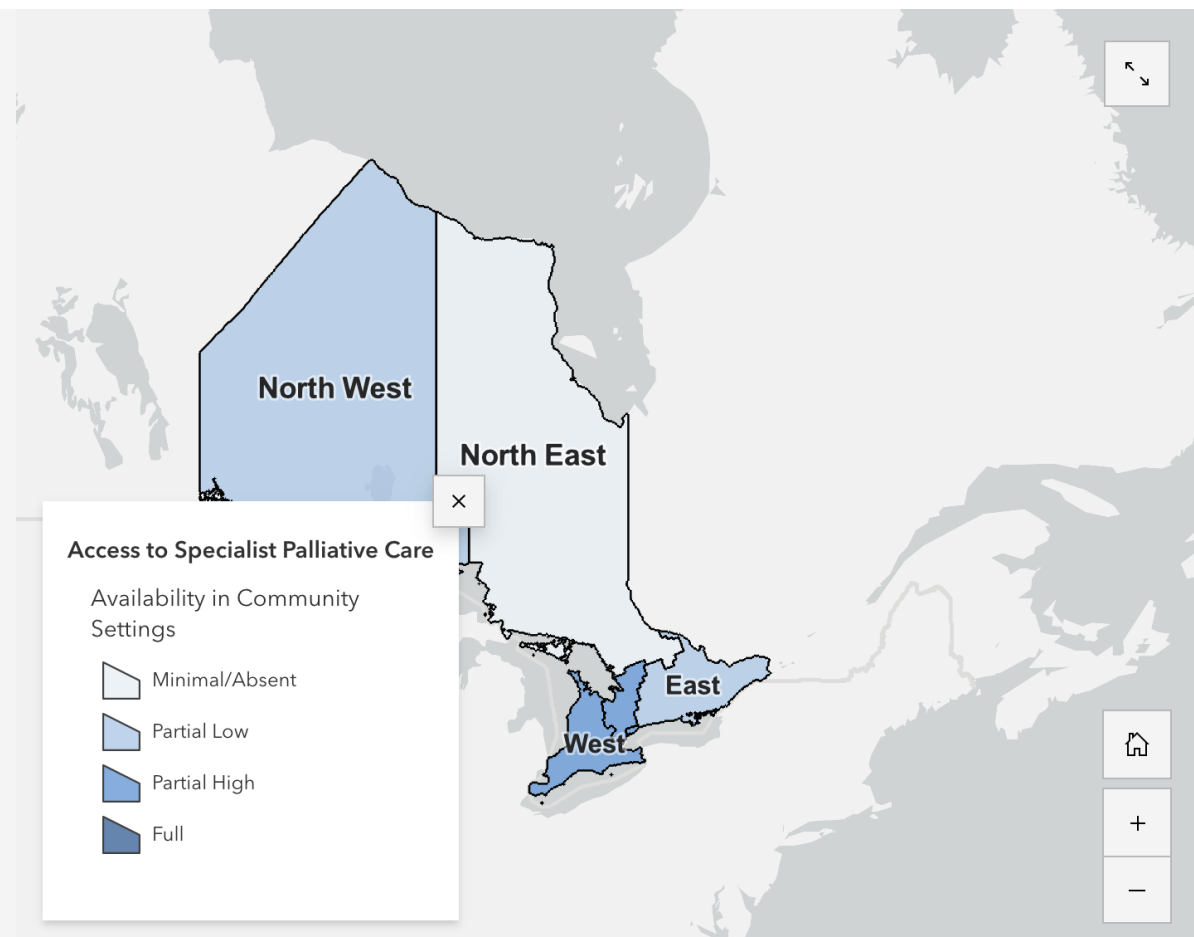 North West
North East
Access to Specialist Palliative Care
Availability in Community
Settings
Minimal/Absent
Partial Low
Partial High
Full
East
West